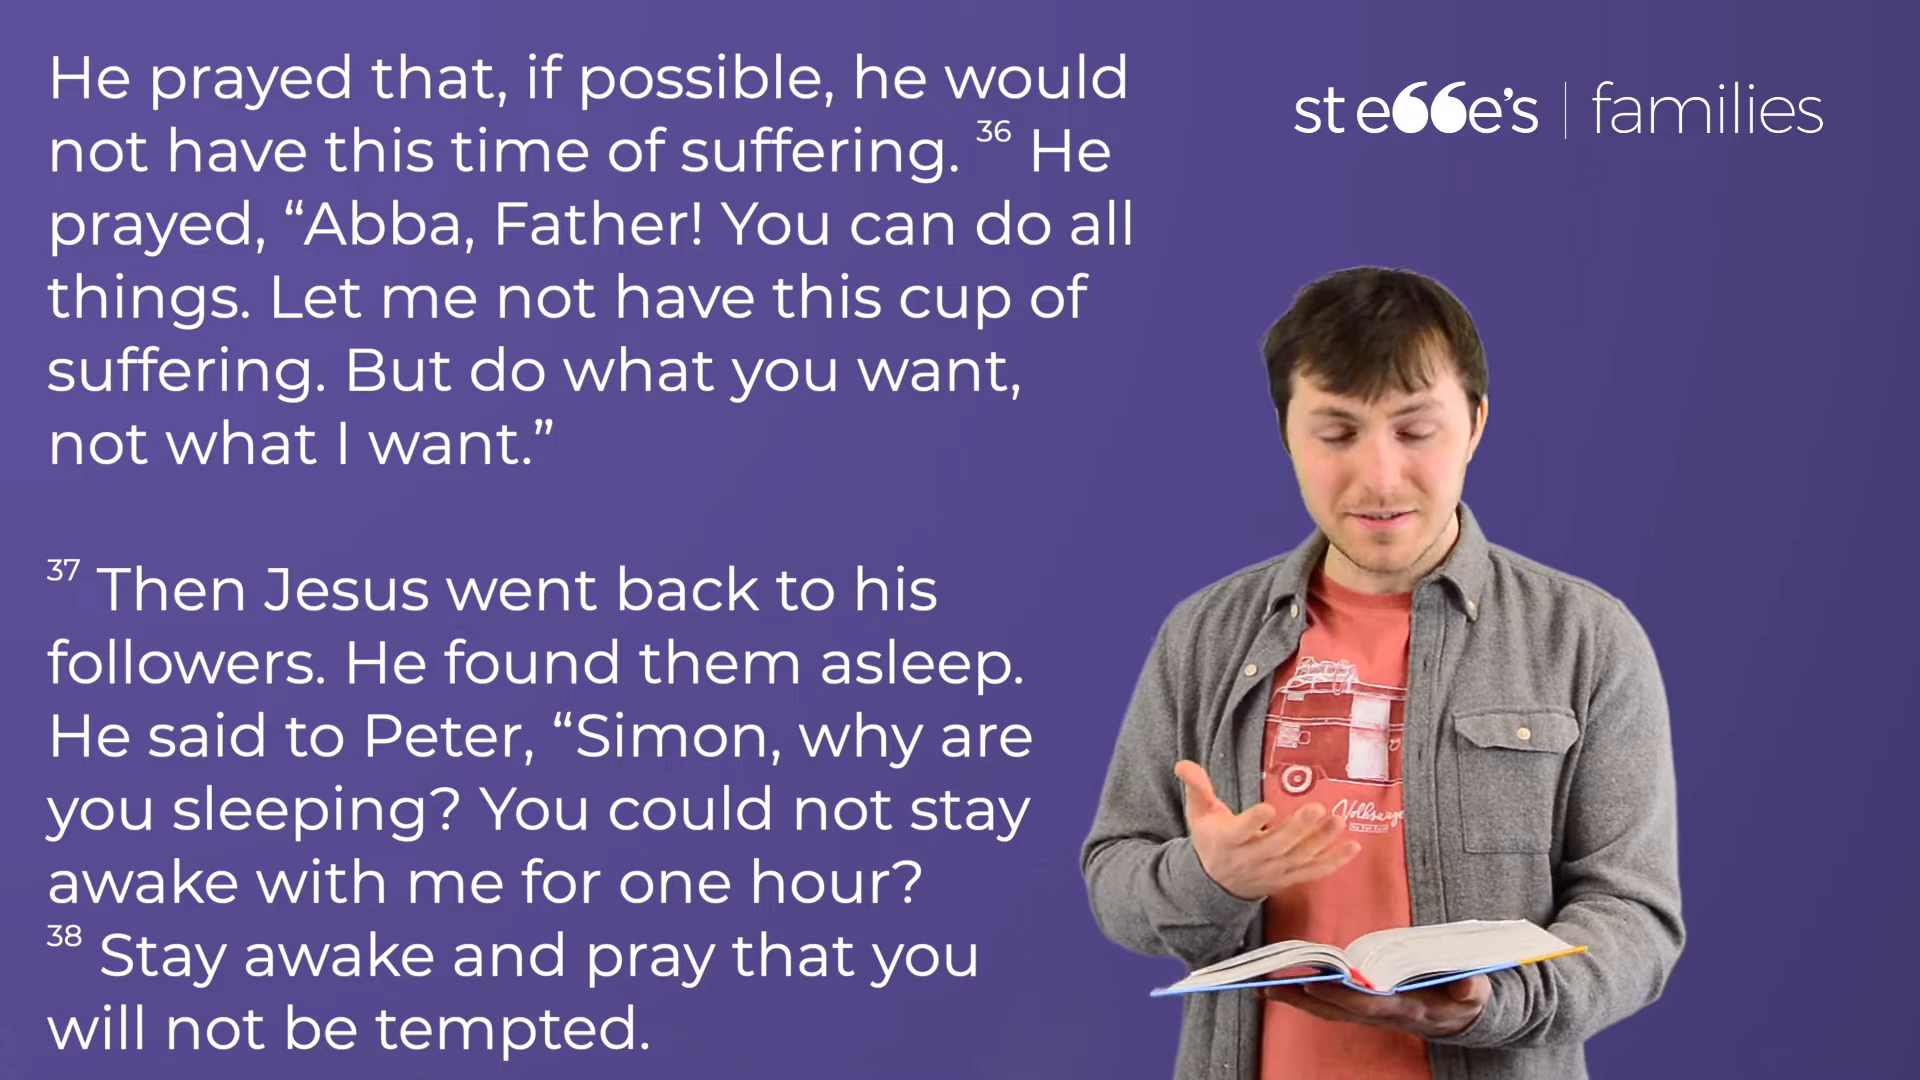 He prayed that, if possible, he would
not have this time of suffering. 36 He
prayed, “Abba, Father! You can do all
things. Let me not have this cup of
suffering. But do what you want,
not what I want.”
37 Then Jesus went back to his
followers. He found them asleep.
He said to Peter, “Simon, why are
you sleeping? You could not stay
awake with me for one hour?
38 Stay awake and pray that you
will not be tempted.
st ebbe’s | families